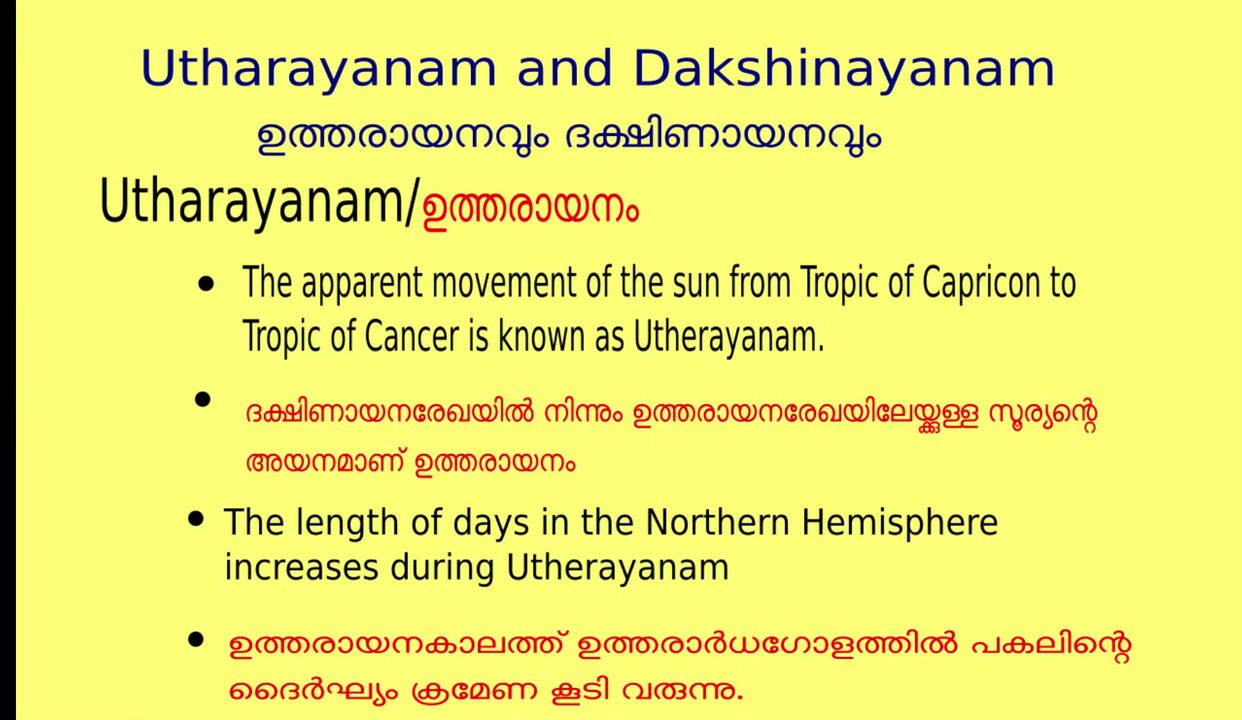 Utharayanam and Dakshinayanam
ഉത്തരായനവും ദക്ഷിണായനവും
Utharayanam/ഉത്തരായനം
• The apparent movement of the sun from Tropic of Capricon to
Tropic of Cancer is known as Utherayanam.
• ദക്ഷിണായനരേഖയിൽ നിന്നും ഉത്തരായനരേഖയിലേയ്ക്കുള്ള സൂര്യന്റെ
അയനമാണ് ഉത്തരായനം
• The length of days in the Northern Hemisphere
increases during Utherayanam
• ഉത്തരായനകാലത്ത് ഉത്തരാർധഗോളത്തിൽ പകലിന്റെ
ദൈർഘ്യം ക്രമേണ കൂടി വരുന്നു.